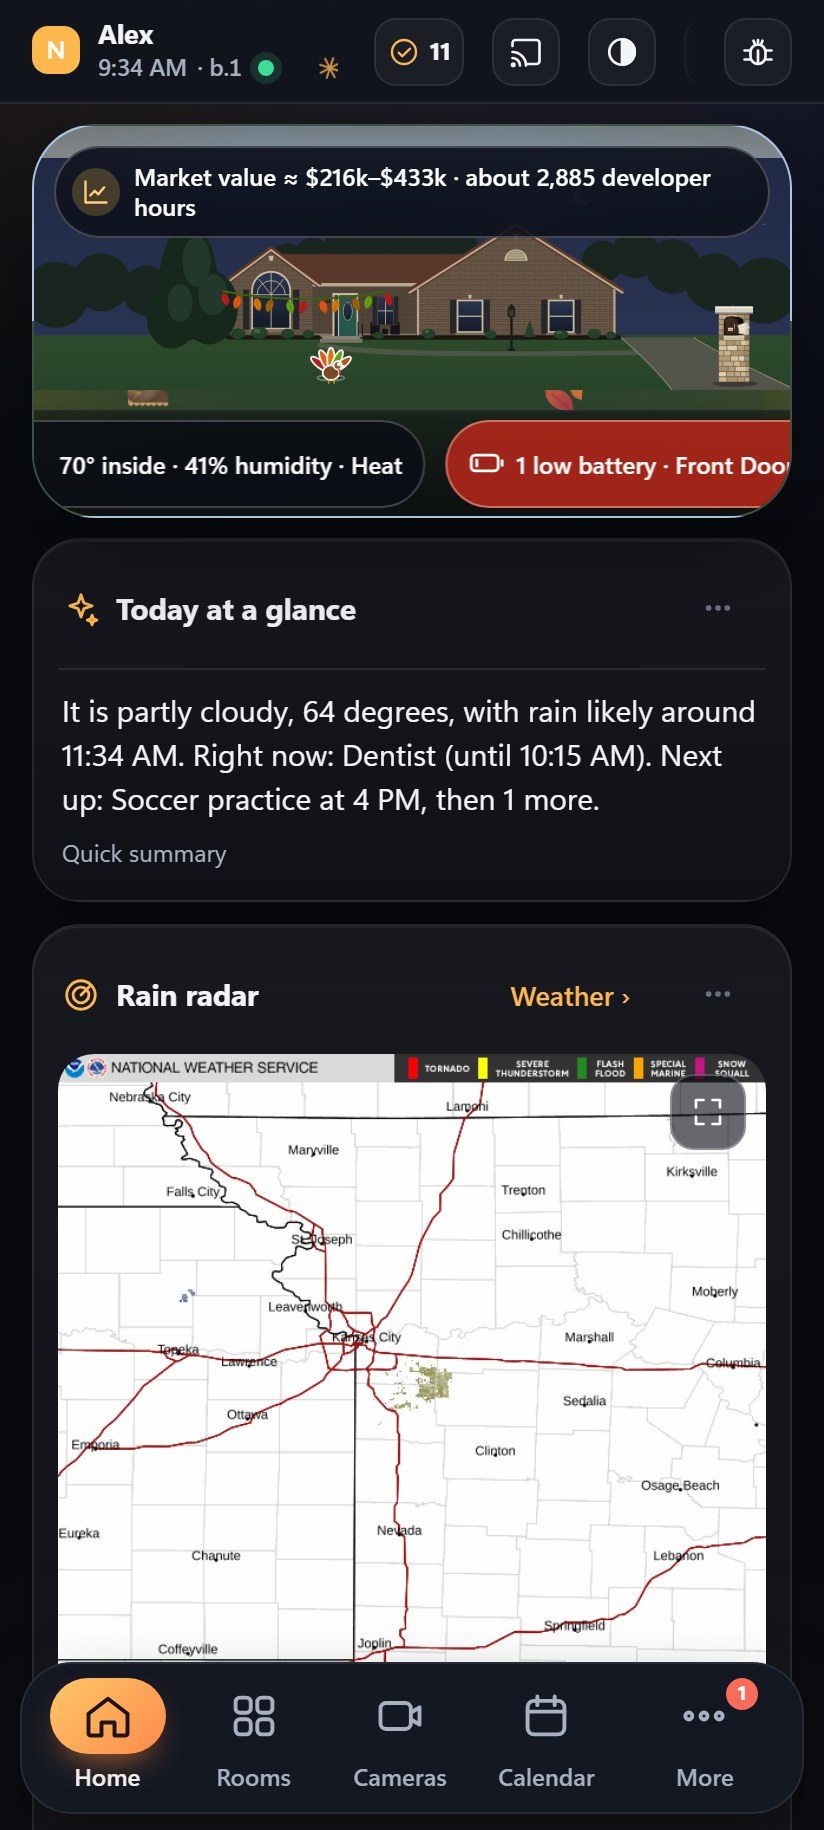 N
Alex
9:34 AM · b.1
11
Market value ≈ $216k–$433k · about 2,885 developer
hours
70° inside · 41% humidity · Heat
1 low battery · Front Door
Today at a glance
It is partly cloudy, 64 degrees, with rain likely around
11:34 AM. Right now: Dentist (until 10:15 AM). Next
up: Soccer practice at 4 PM, then 1 more.
Quick summary
Rain radar
Weather ›
NATIONAL WEATHER SERVICE
TORNADO
SEVERE
THUNDERSTORM
FLASH
FLOOD
SPECIAL
MARINE
SNOW
SQUALL
Nebraska City
Lamoni
Maryville
Kirksville
Falls City
Trenton
Chillicothe
St. Joseph
Moberly
Leavenworth
Kansas City
Marshall
Topeka
Lawrence
Columbia
Sedalia
Ottawa
Emporia
Clinton
Osage Beach
Eureka
Nevada
Chanute
Lebanon
Springfield
Joplin
Coffeyville
1
Home
Rooms
Cameras
Calendar
More